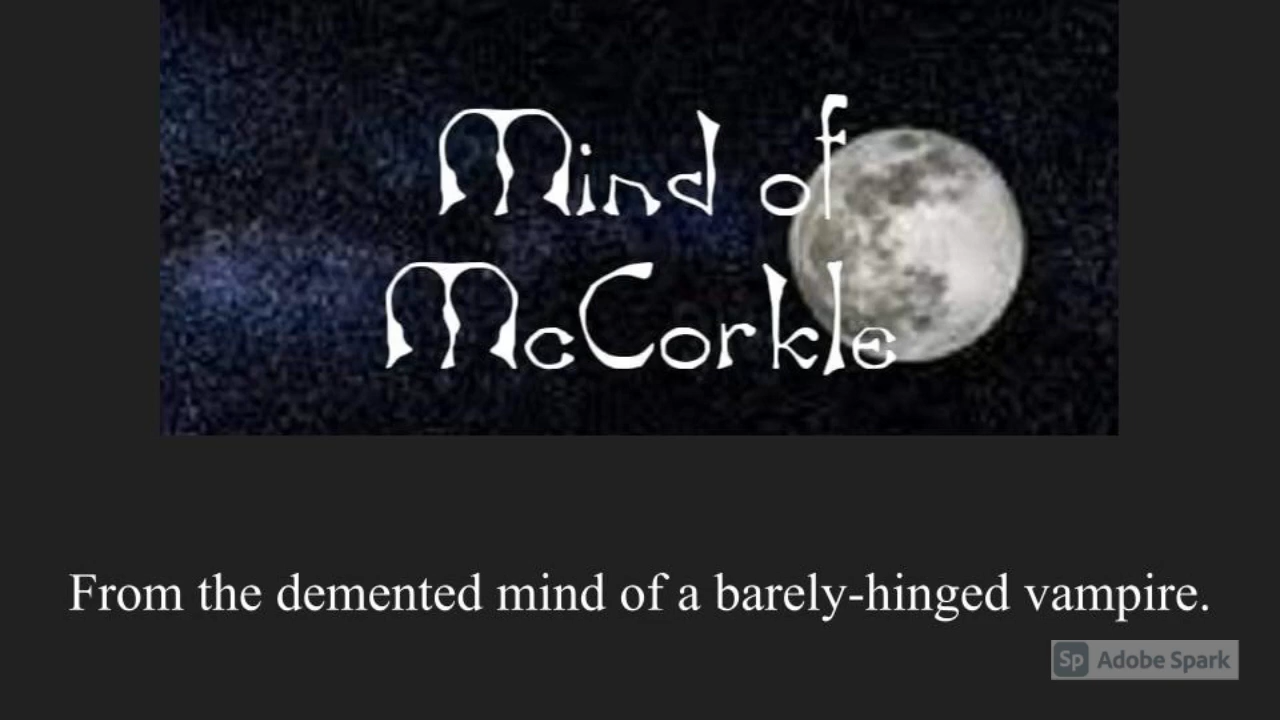 Mind of
McCorkle
From the demented mind of a barely-hinged vampire.
Sp Adobe Spark